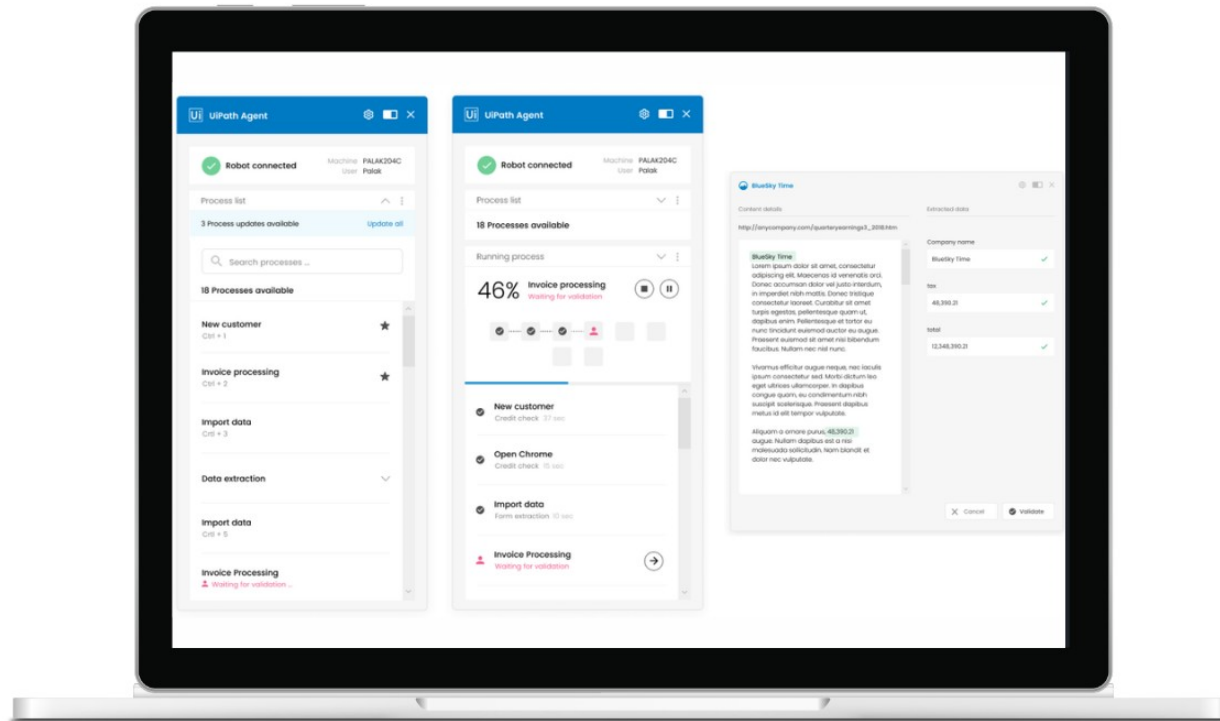 Ui UiPath Agent
Robot connected
Machine PALAK204C
User Palak
Process list
3 Process updates available Update all
Search processes ...
18 Processes available
New customer
Ctrl + 1
Invoice processing
Ctrl + 2
Import data
Crtl + 3
Data extraction
Import data
Crtl + 5
Invoice Processing
Waiting for validation ...
Ui UiPath Agent
Robot connected
Machine PALAK204C
User Palak
Process list
18 Processes available
Running process
46% Invoice processing
Waiting for validation
New customer
Credit check 37 sec
Open Chrome
Credit check 15 sec
Import data
Form extraction 10 sec
Invoice Processing
Waiting for validation
BlueSky Time
Content details
http://anycompany.com/quarteryearnings3_2018.htm
BlueSky Time
Lorem ipsum dolor sit amet, consectetur
adipiscing elit. Maecenas id venenatis orci.
Donec accumsan dolor vel justo interdum,
in imperdiet nibh mattis. Donec tristique
consectetur laoreet. Curabitur sit amet
turpis egestas, pellentesque quam ut,
dapibus enim. Pellentesque et tortor eu
nunc tincidunt euismod auctor eu augue.
Praesent euismod sit amet nisi bibendum
faucibus. Nullam nec nisl nunc.
Vivamus efficitur augue neque, nec iaculis
ipsum consectetur sed. Morbi dictum leo
eget ultrices ullamcorper. In dapibus
congue quam, eu condimentum nibh
suscipit scelerisque. Praesent dapibus
metus id elit tempor vulputate.
Aliquam a ornare purus, 48,390.21
augue. Nullam dapibus est a nisi
malesuada sollicitudin. Nam blandit et
dolor nec vulputate.
Extracted data
Company name
BlueSky Time
tax
48,390.21
total
12,348,390.21
Cancel Validate